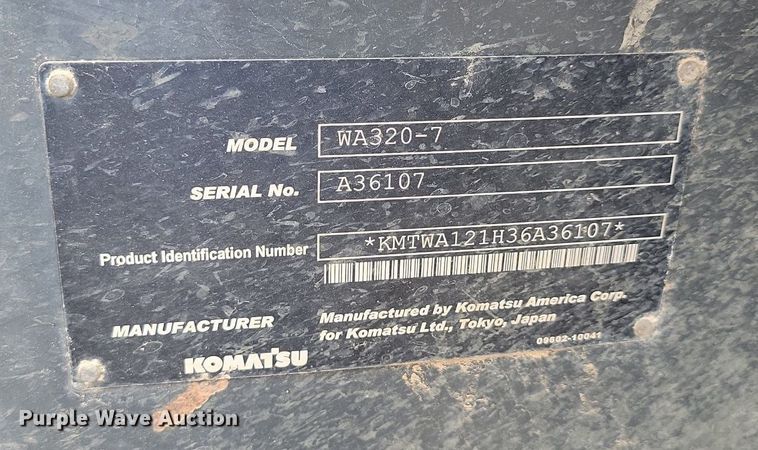 MODEL WA320-7
SERIAL No. A36107
Product Identification Number *KMTWA121H36A36107*
MANUFACTURER Manufactured by Komatsu America Corp.
for Komatsu Ltd., Tokyo, Japan
KOMATSU 09602-10041
Purple Wave Auction